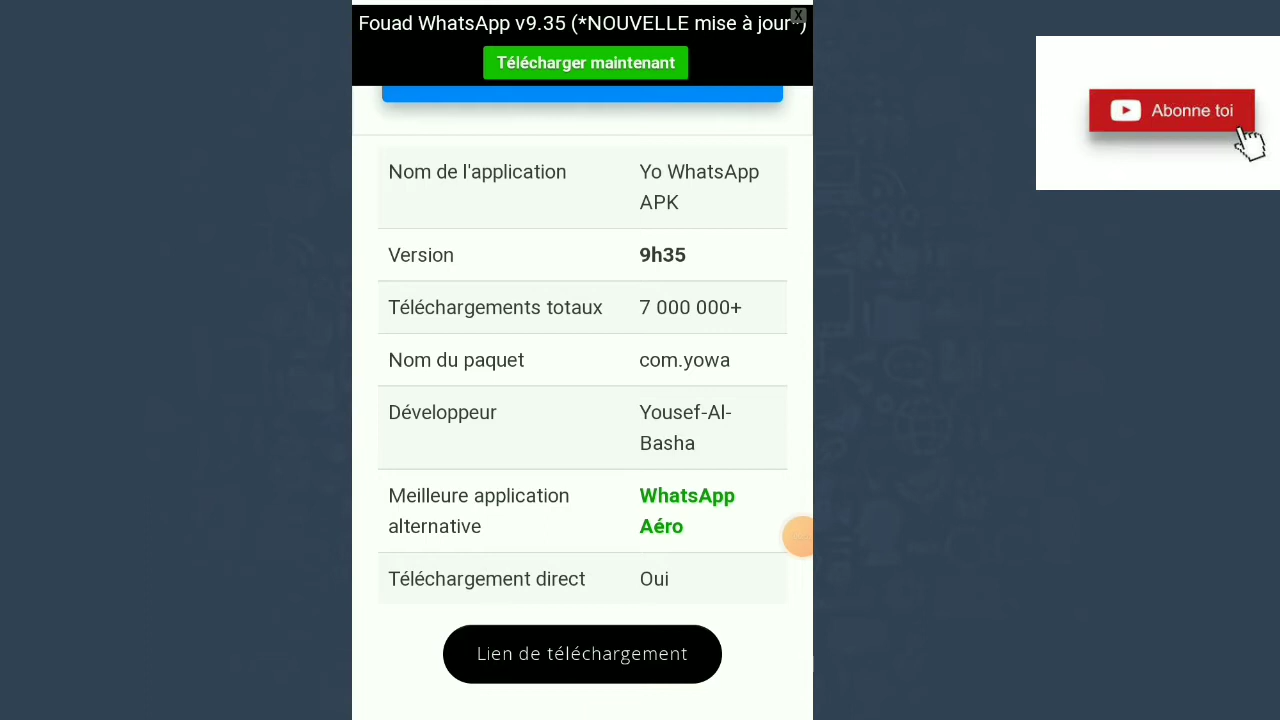 Fouad WhatsApp v9.35 (*NOUVELLE mise à jour*)
X
Télécharger maintenant
Abonne toi
Nom de l'application
Yo WhatsApp
APK
Version
9h35
Téléchargements totaux
7 000 000+
Nom du paquet
com.yowa
Développeur
Yousef-Al-
Basha
Meilleure application
alternative
WhatsApp
Aéro
Téléchargement direct
Oui
Lien de téléchargement